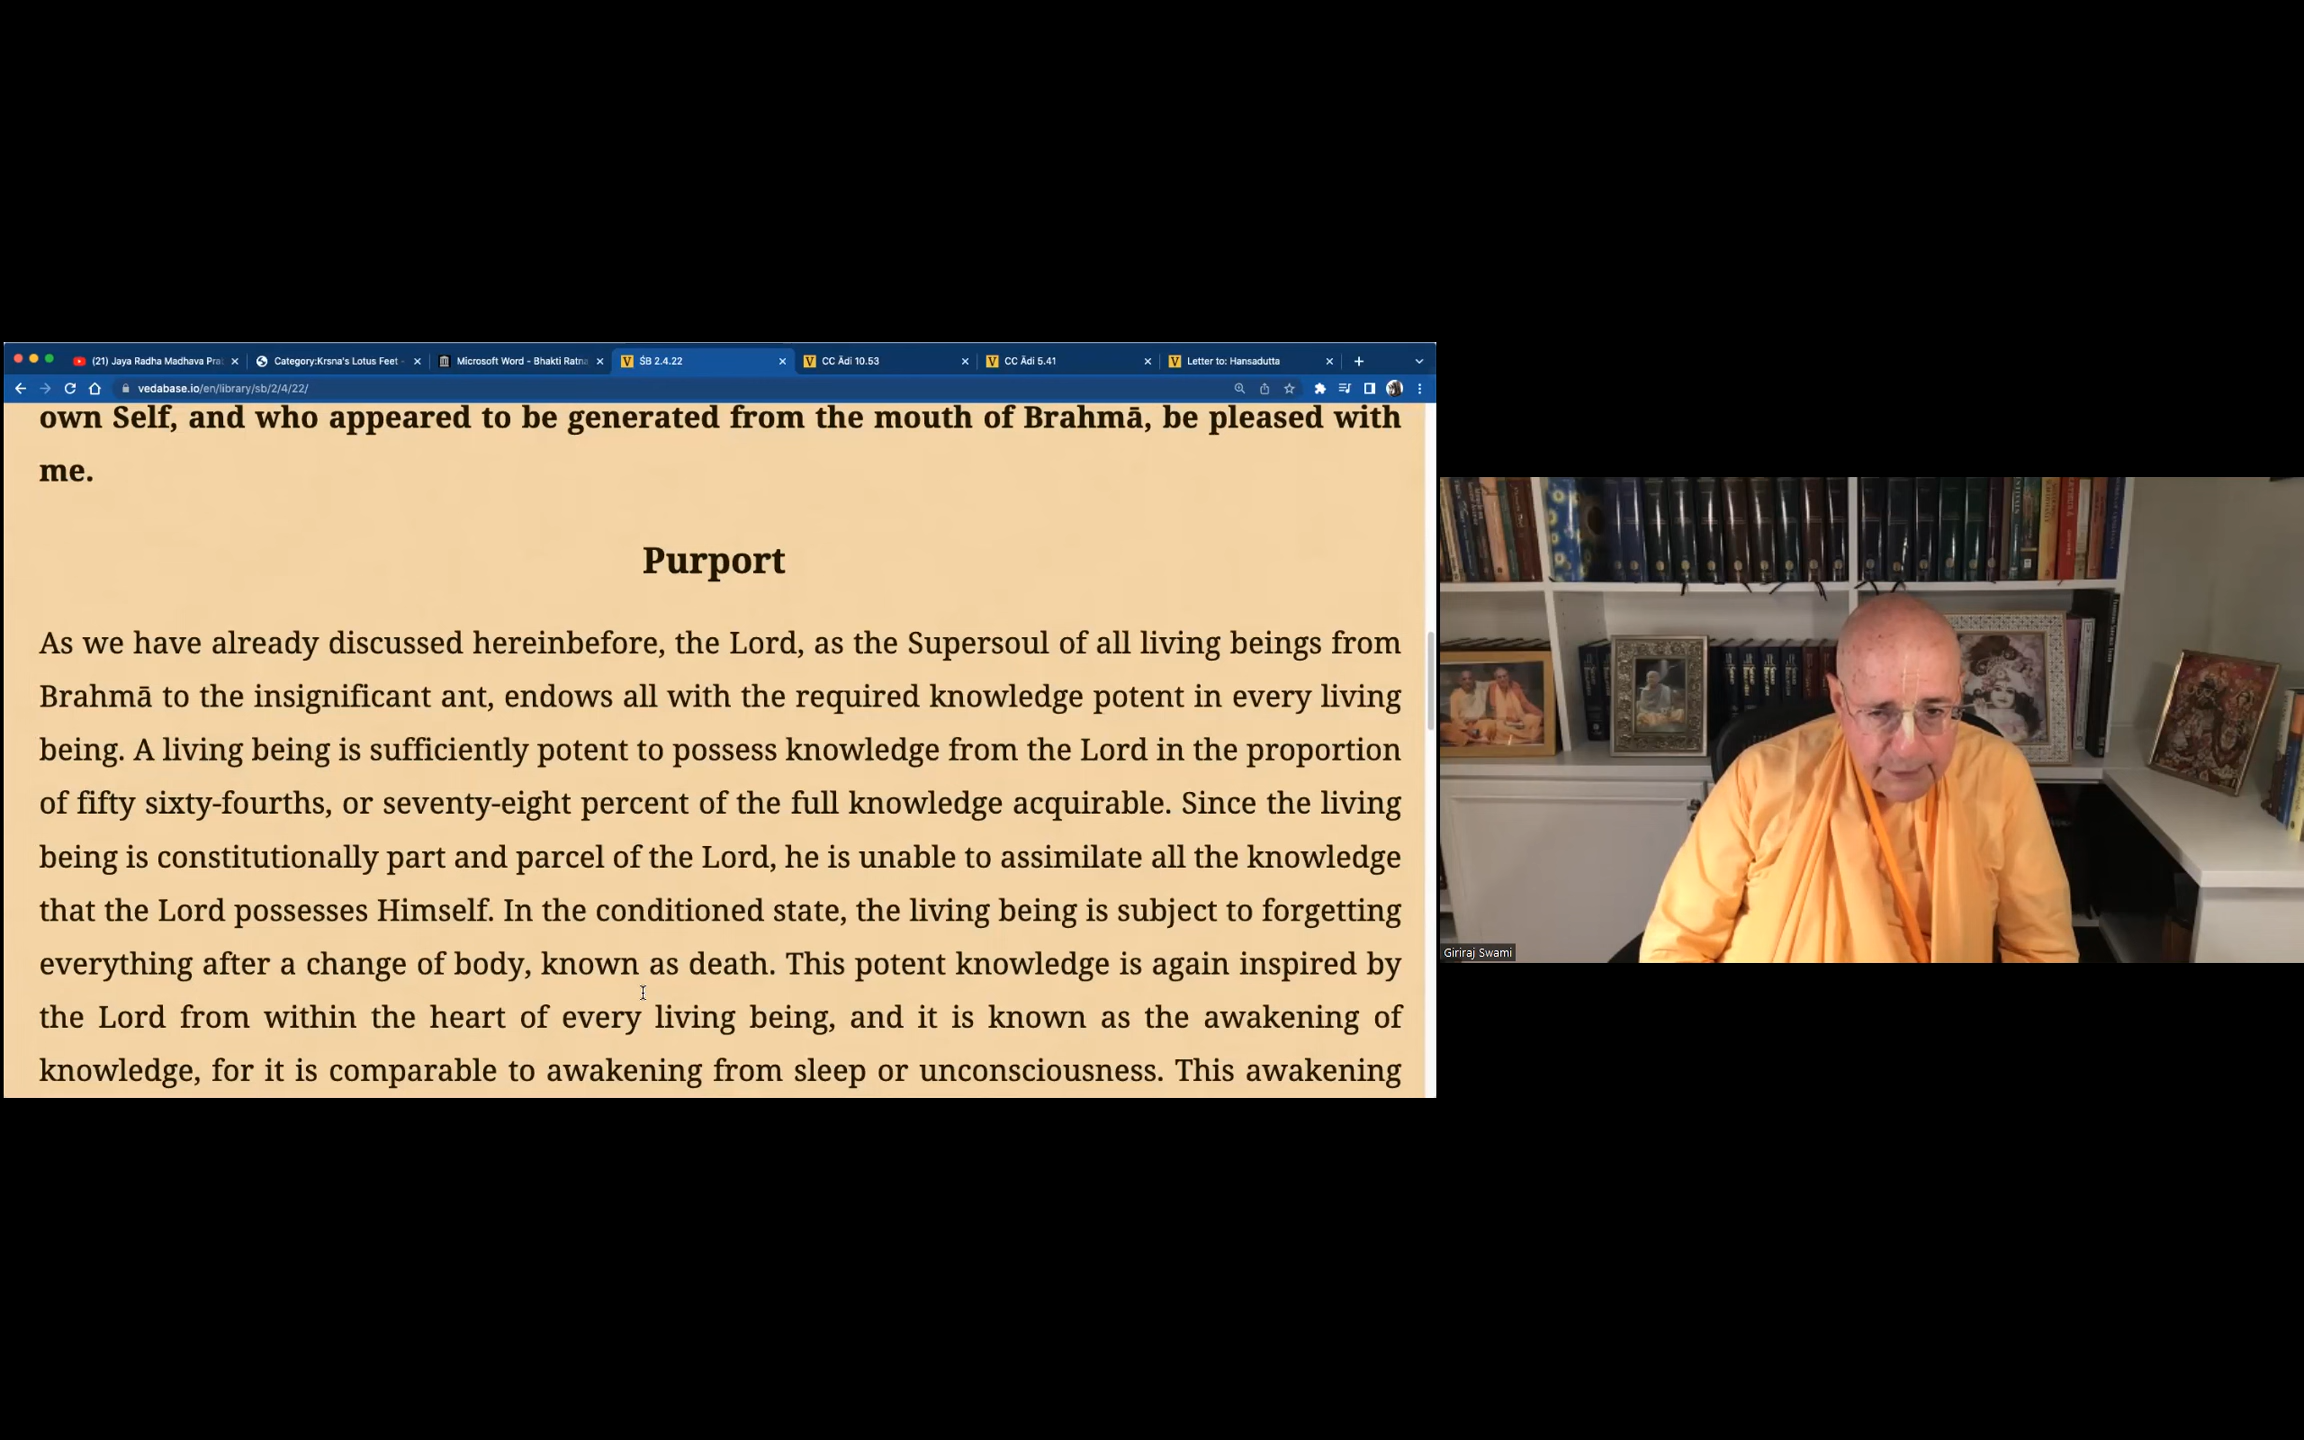 (21) Jaya Radha Madhava Pra
Category:Krsna's Lotus Feet -
Microsoft Word - Bhakti Ratna
ŚB 2.4.22
CC Ādi 10.53
CC Ādi 5.41
Letter to: Hansadutta
vedabase.io/en/library/sb/2/4/22/
own Self, and who appeared to be generated from the mouth of Brahmā, be pleased with
me.
Purport
As we have already discussed hereinbefore, the Lord, as the Supersoul of all living beings from
Brahmā to the insignificant ant, endows all with the required knowledge potent in every living
being. A living being is sufficiently potent to possess knowledge from the Lord in the proportion
of fifty sixty-fourths, or seventy-eight percent of the full knowledge acquirable. Since the living
being is constitutionally part and parcel of the Lord, he is unable to assimilate all the knowledge
that the Lord possesses Himself. In the conditioned state, the living being is subject to forgetting
everything after a change of body, known as death. This potent knowledge is again inspired by
the Lord from within the heart of every living being, and it is known as the awakening of
knowledge, for it is comparable to awakening from sleep or unconsciousness. This awakening
Giriraj Swami